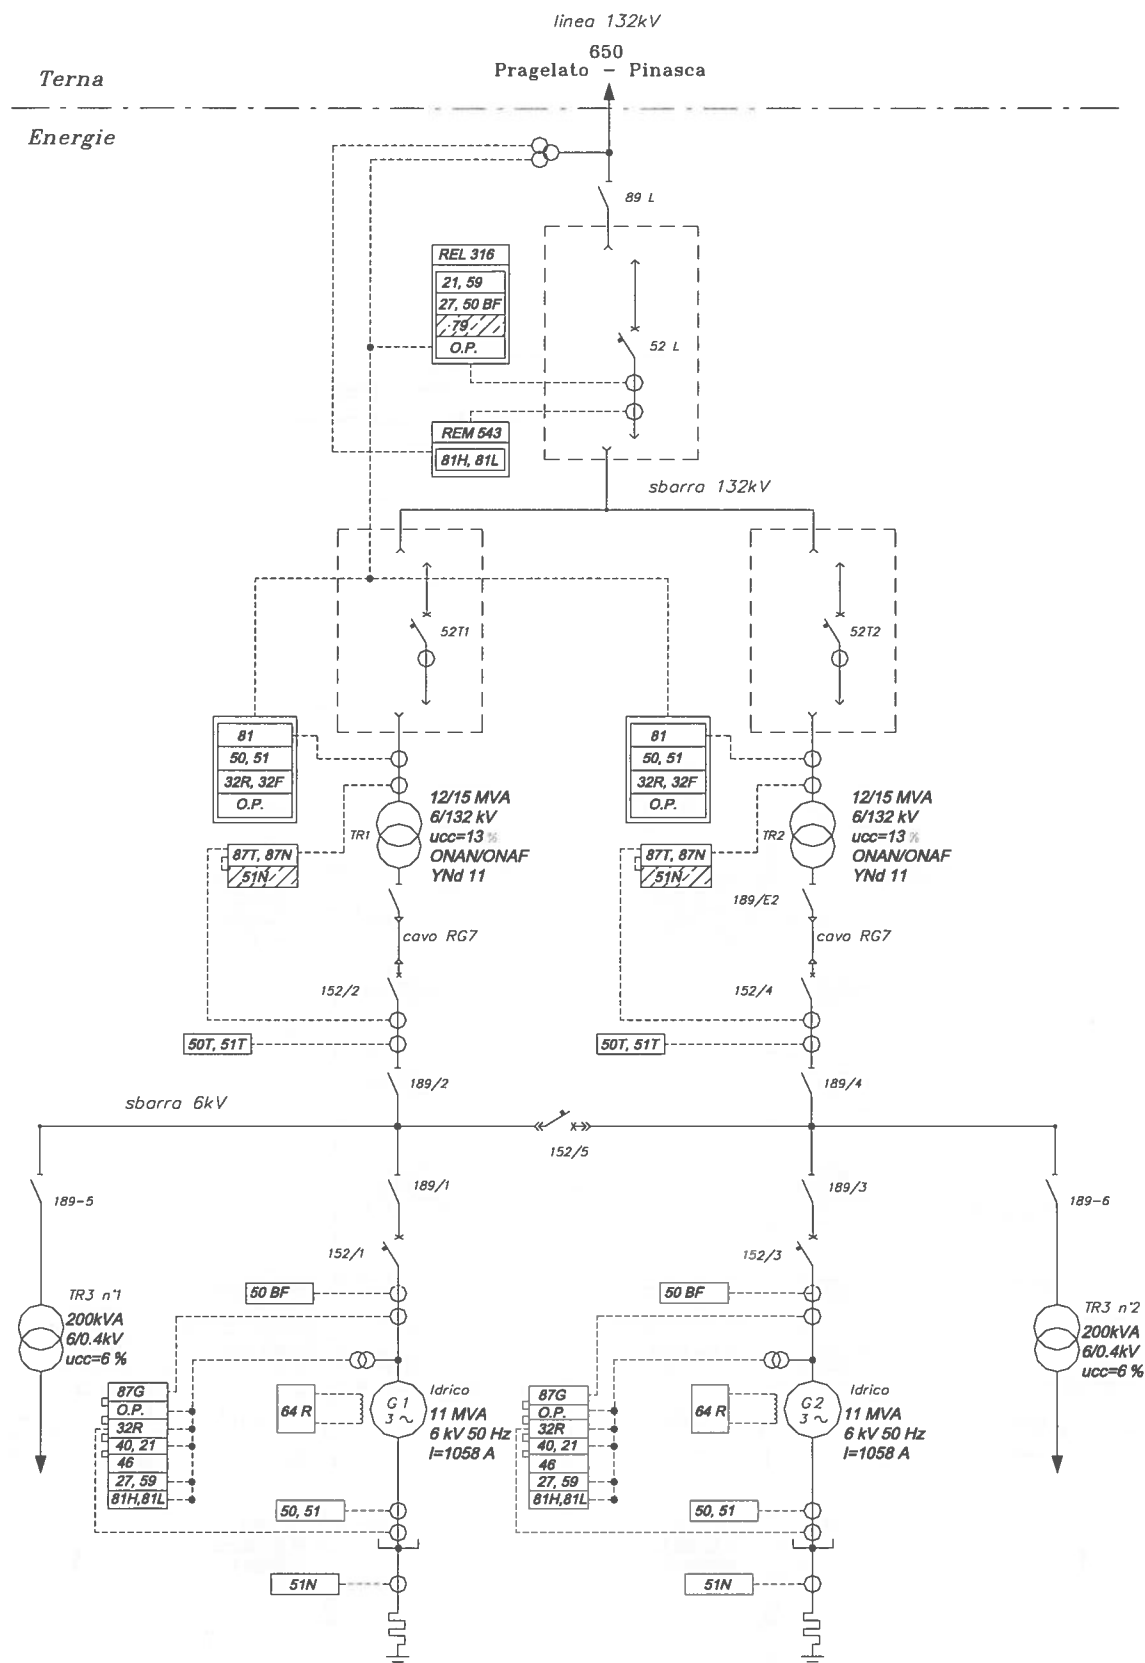 linea 132kV
650
Pragelato - Pinasca
Terna
Energie
89 L
REL 316
21, 59
27, 50 BF
79
O.P.
52 L
REM 543
81H, 81L
sbarra 132kV
52T1
52T2
81
50, 51
32R, 32F
O.P.
81
50, 51
32R, 32F
O.P.
TR1
12/15 MVA
6/132 kV
ucc=13 %
ONAN/ONAF
YNd 11
TR2
12/15 MVA
6/132 kV
ucc=13 %
ONAN/ONAF
YNd 11
87T, 87N
51N
87T, 87N
51N
189/E2
cavo RG7
cavo RG7
152/2
152/4
50T, 51T
50T, 51T
189/2
189/4
sbarra 6kV
152/5
189-5
189/1
189/3
189-6
152/1
152/3
50 BF
50 BF
TR3 n°1
200kVA
6/0.4kV
ucc=6 %
TR3 n°2
200kVA
6/0.4kV
ucc=6 %
87G
O.P.
32R
40, 21
46
27, 59
81H,81L
64 R
G 1
3 ~
Idrico
11 MVA
6 kV 50 Hz
I=1058 A
87G
O.P.
32R
40, 21
46
27, 59
81H,81L
64 R
G 2
3 ~
Idrico
11 MVA
6 kV 50 Hz
I=1058 A
50, 51
50, 51
51N
51N